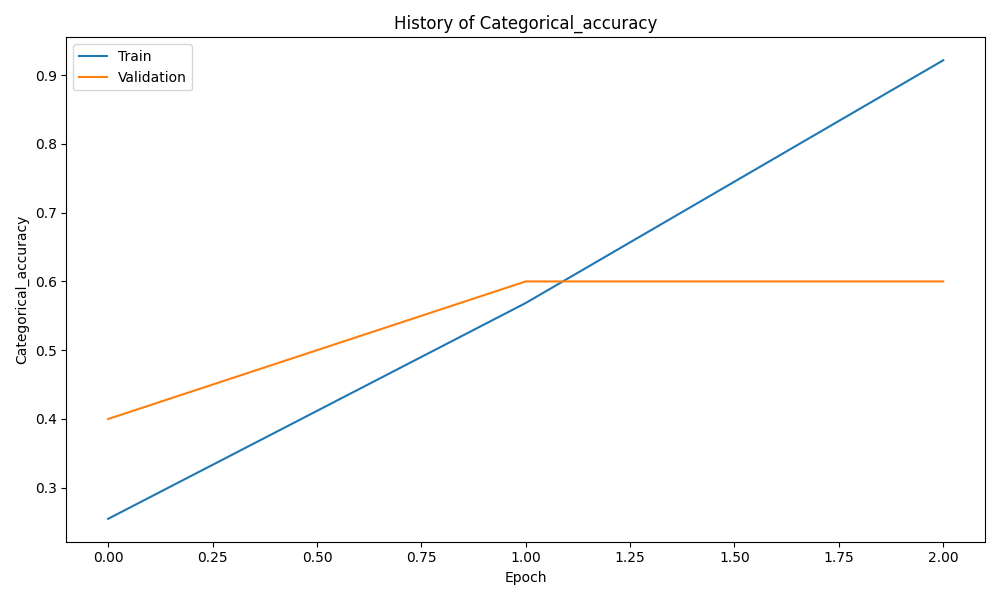 History of Categorical_accuracy
Train
Validation
Categorical_accuracy
0.9
0.8
0.7
0.6
0.5
0.4
0.3
0.00 0.25 0.50 0.75 1.00 1.25 1.50 1.75 2.00
Epoch